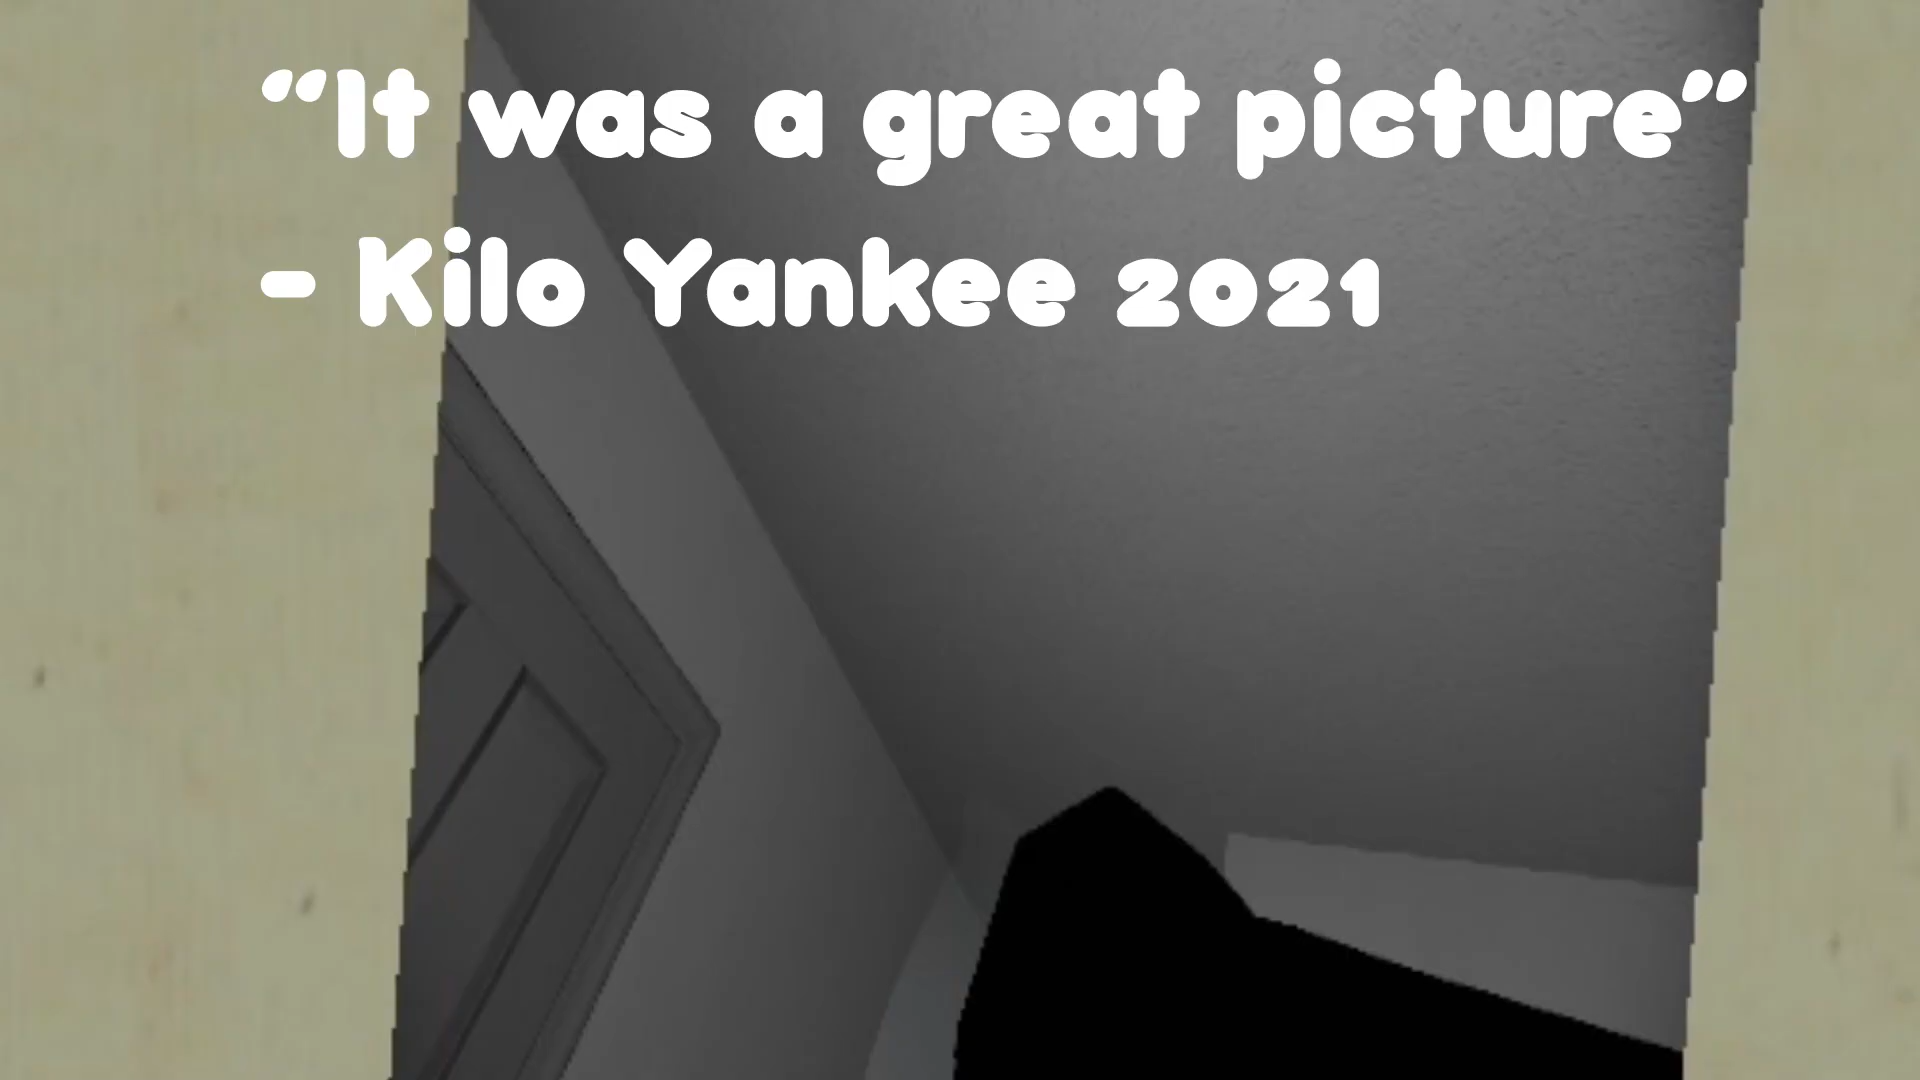 “It was a great picture”
- Kilo Yankee 2021